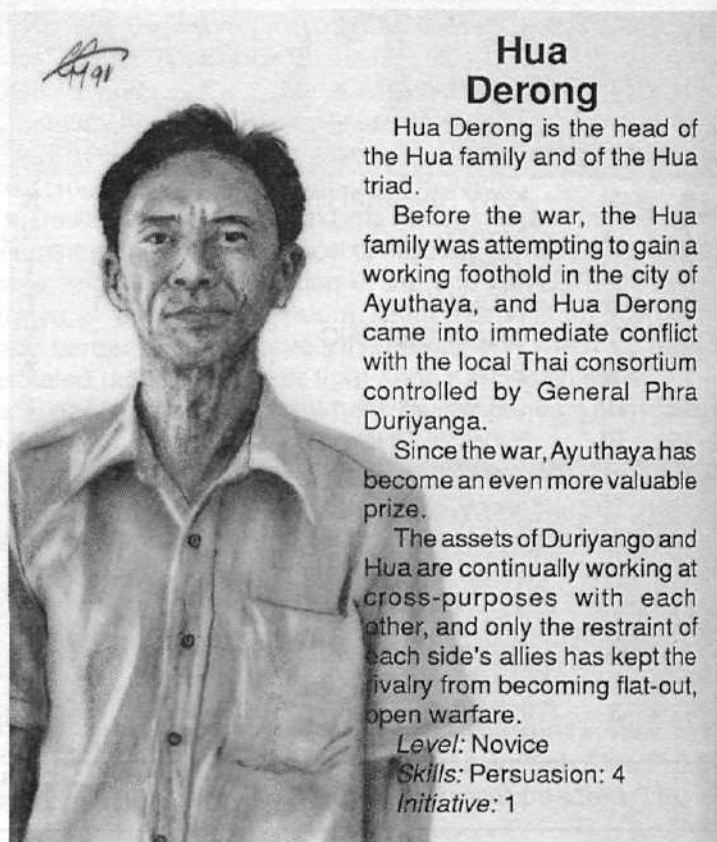 Hua
Derong
Hua Derong is the head of
the Hua family and of the Hua
triad.
Before the war, the Hua
family was attempting to gain a
working foothold in the city of
Ayuthaya, and Hua Derong
came into immediate conflict
with the local Thai consortium
controlled by General Phra
Duriyanga.
Since the war, Ayuthaya has
become an even more valuable
prize.
The assets of Duriyango and
Hua are continually working at
cross-purposes with each
other, and only the restraint of
each side's allies has kept the
rivalry from becoming flat-out,
open warfare.
Level: Novice
Skills: Persuasion: 4
Initiative: 1